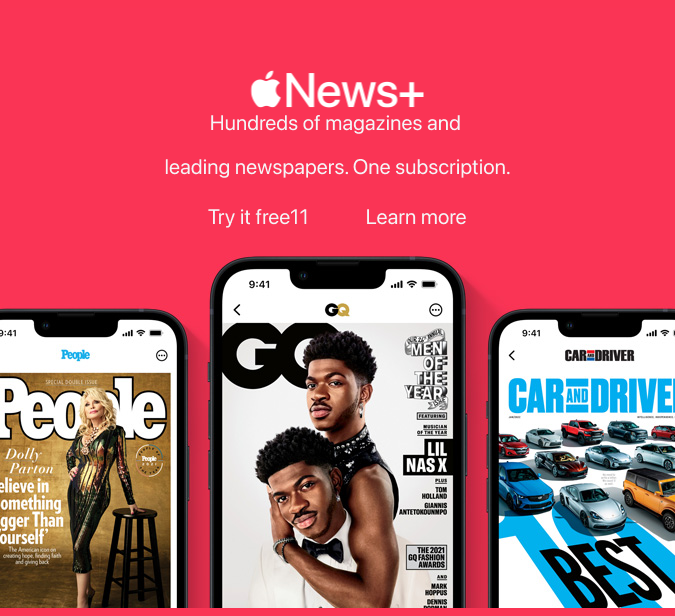 News+
Hundreds of magazines and
leading newspapers. One subscription.
Try it free11
Learn more
9:41
People
SPECIAL DOUBLE ISSUE
People
Dolly
Parton
elieve in
omething
gger Than
ourself’
The American icon on
creating hope, finding faith
and giving back
9:41
GQ
GQ
MEN
OF
THE
YEAR
FEATURING
MUSICIAN
OF THE YEAR
LIL
NAS X
PLUS
TOM
HOLLAND
GIANNIS
ANTETOKOUNMPO
THE 2021
GQ FASHION
AWARDS
AND
MARK
HOPPUS
DENNIS
9:41
CAR AND DRIVER
CAR AND DRIVE
BEST